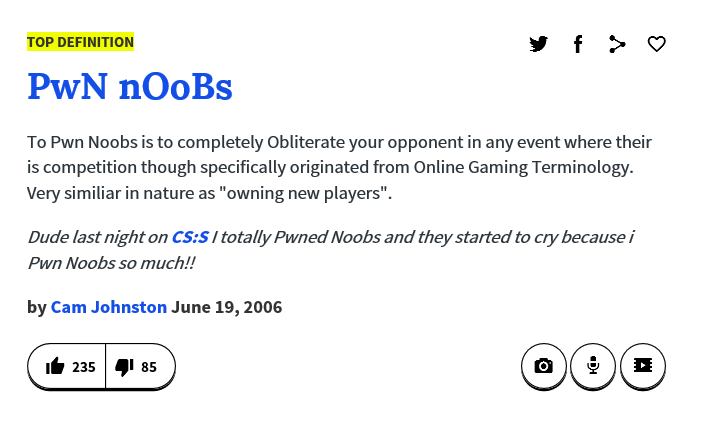 TOP DEFINITION
PwN nOoBs
To Pwn Noobs is to completely Obliterate your opponent in any event where their
is competition though specifically originated from Online Gaming Terminology.
Very similiar in nature as "owning new players".
Dude last night on CS:S I totally Pwned Noobs and they started to cry because i
Pwn Noobs so much!!
by Cam Johnston June 19, 2006
235 85